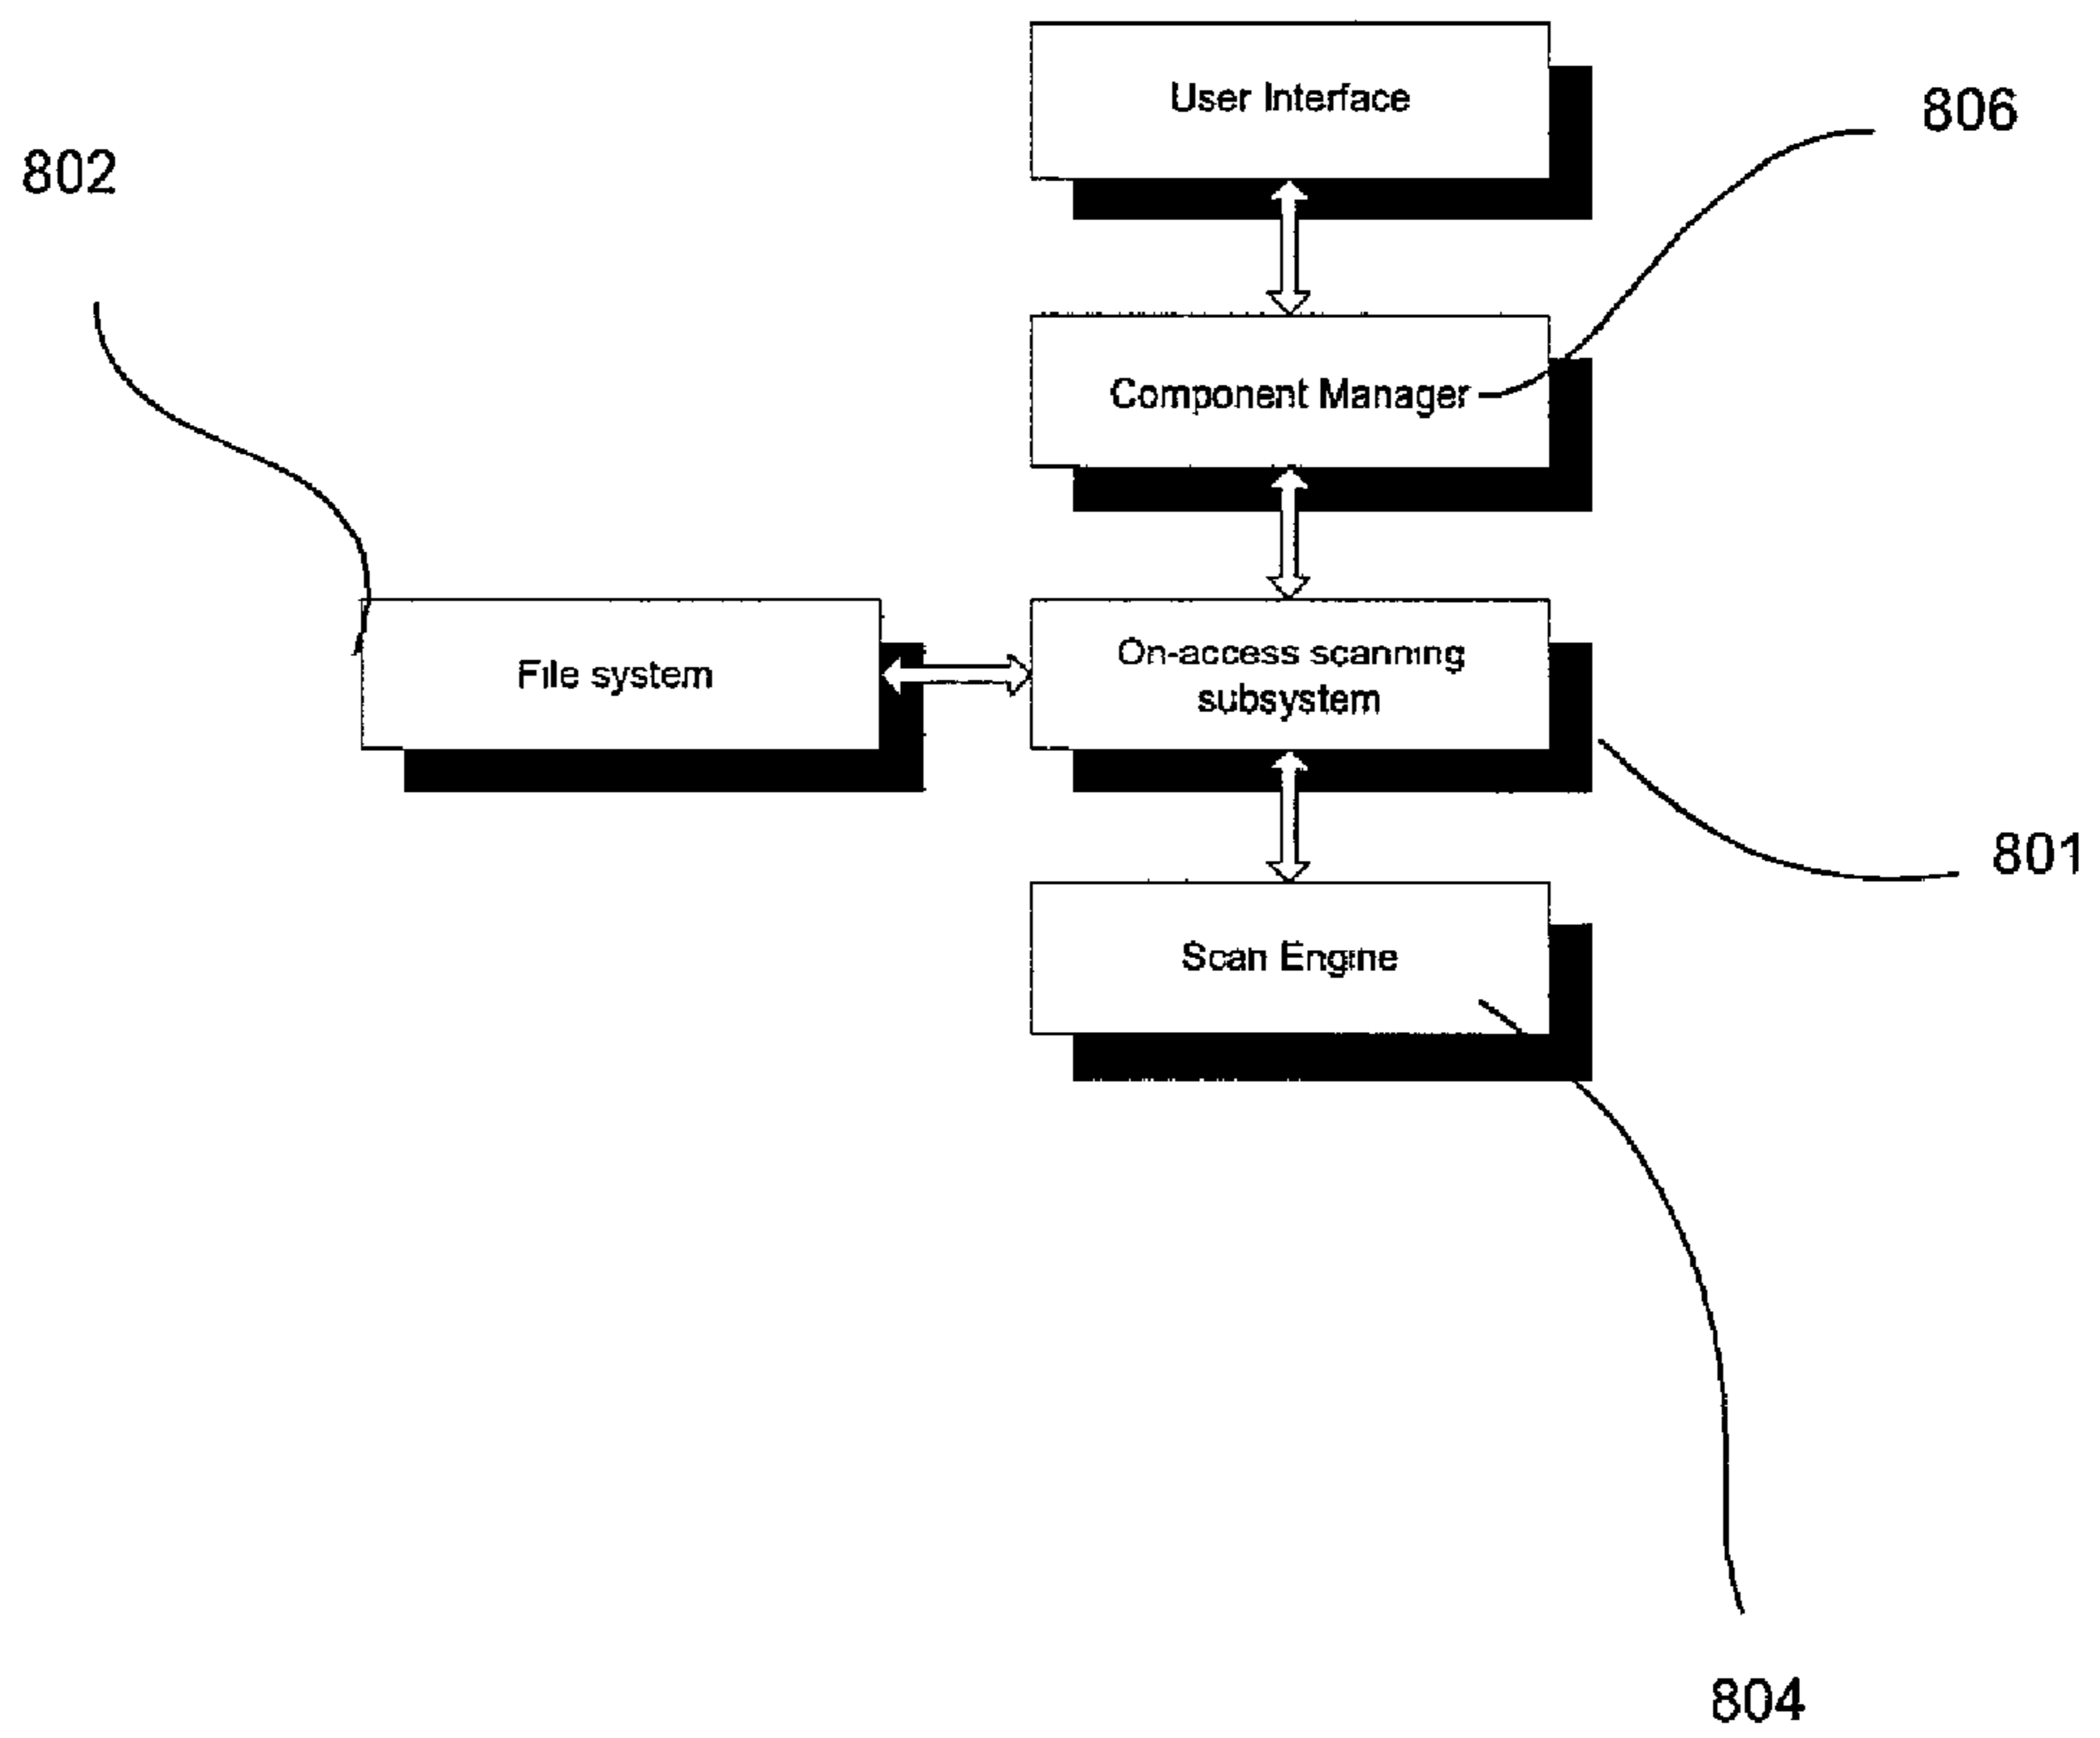 User Interface
806
802
Component Manager
File system
On-access scanning
subsystem
801
Scan Engine
804